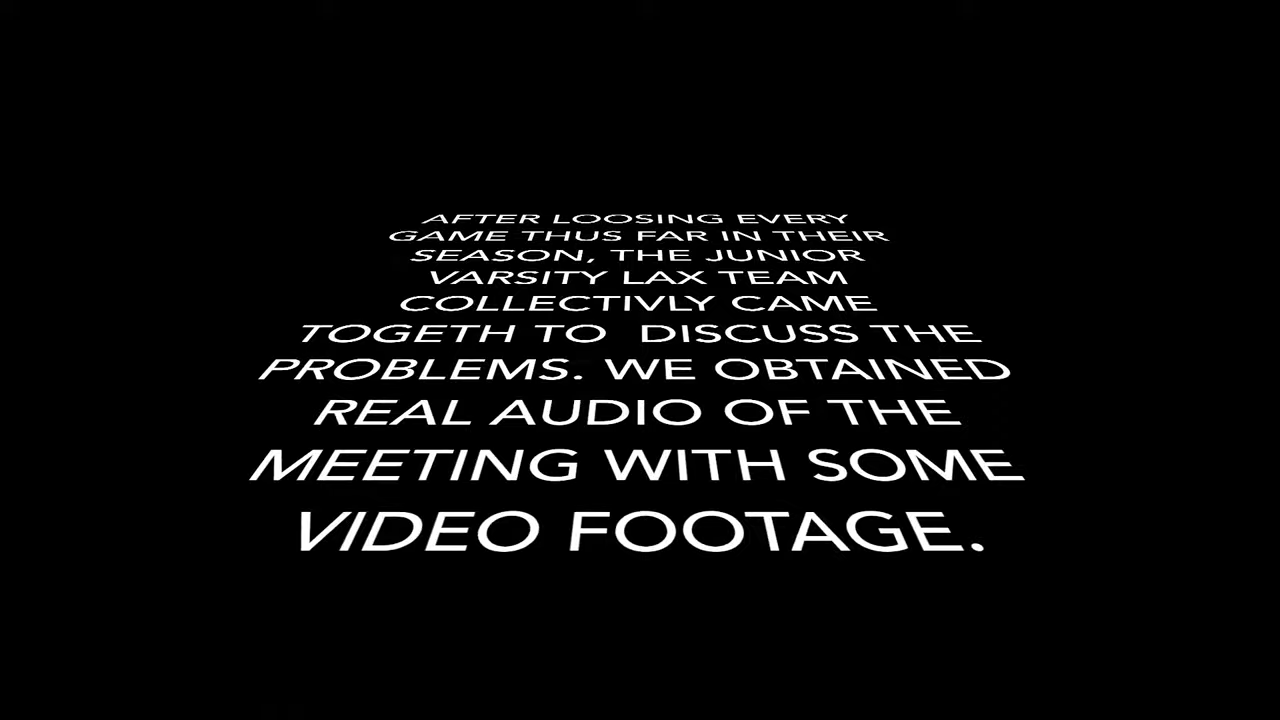 AFTER LOOSING EVERY
GAME THUS FAR IN THEIR
SEASON, THE JUNIOR
VARSITY LAX TEAM
COLLECTIVLY CAME
TOGETH TO  DISCUSS THE
PROBLEMS. WE OBTAINED
REAL AUDIO OF THE
MEETING WITH SOME
VIDEO FOOTAGE.